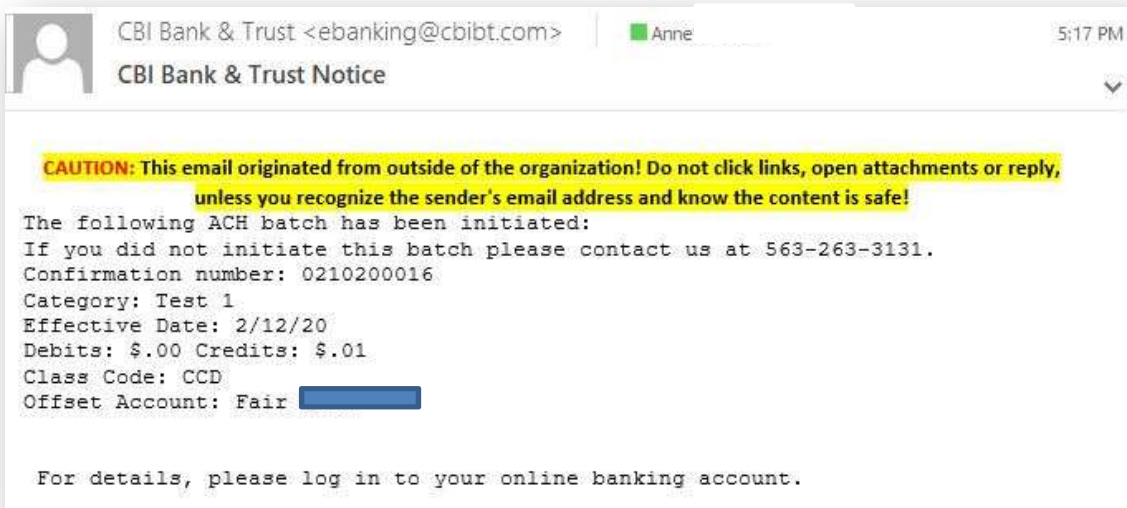 CBI Bank & Trust <ebanking@cbibt.com> Anne 5:17 PM
CBI Bank & Trust Notice
CAUTION: This email originated from outside of the organization! Do not click links, open attachments or reply,
unless you recognize the sender's email address and know the content is safe!
The following ACH batch has been initiated:
If you did not initiate this batch please contact us at 563-263-3131.
Confirmation number: 0210200016
Category: Test 1
Effective Date: 2/12/20
Debits: $.00 Credits: $.01
Class Code: CCD
Offset Account: Fair
For details, please log in to your online banking account.